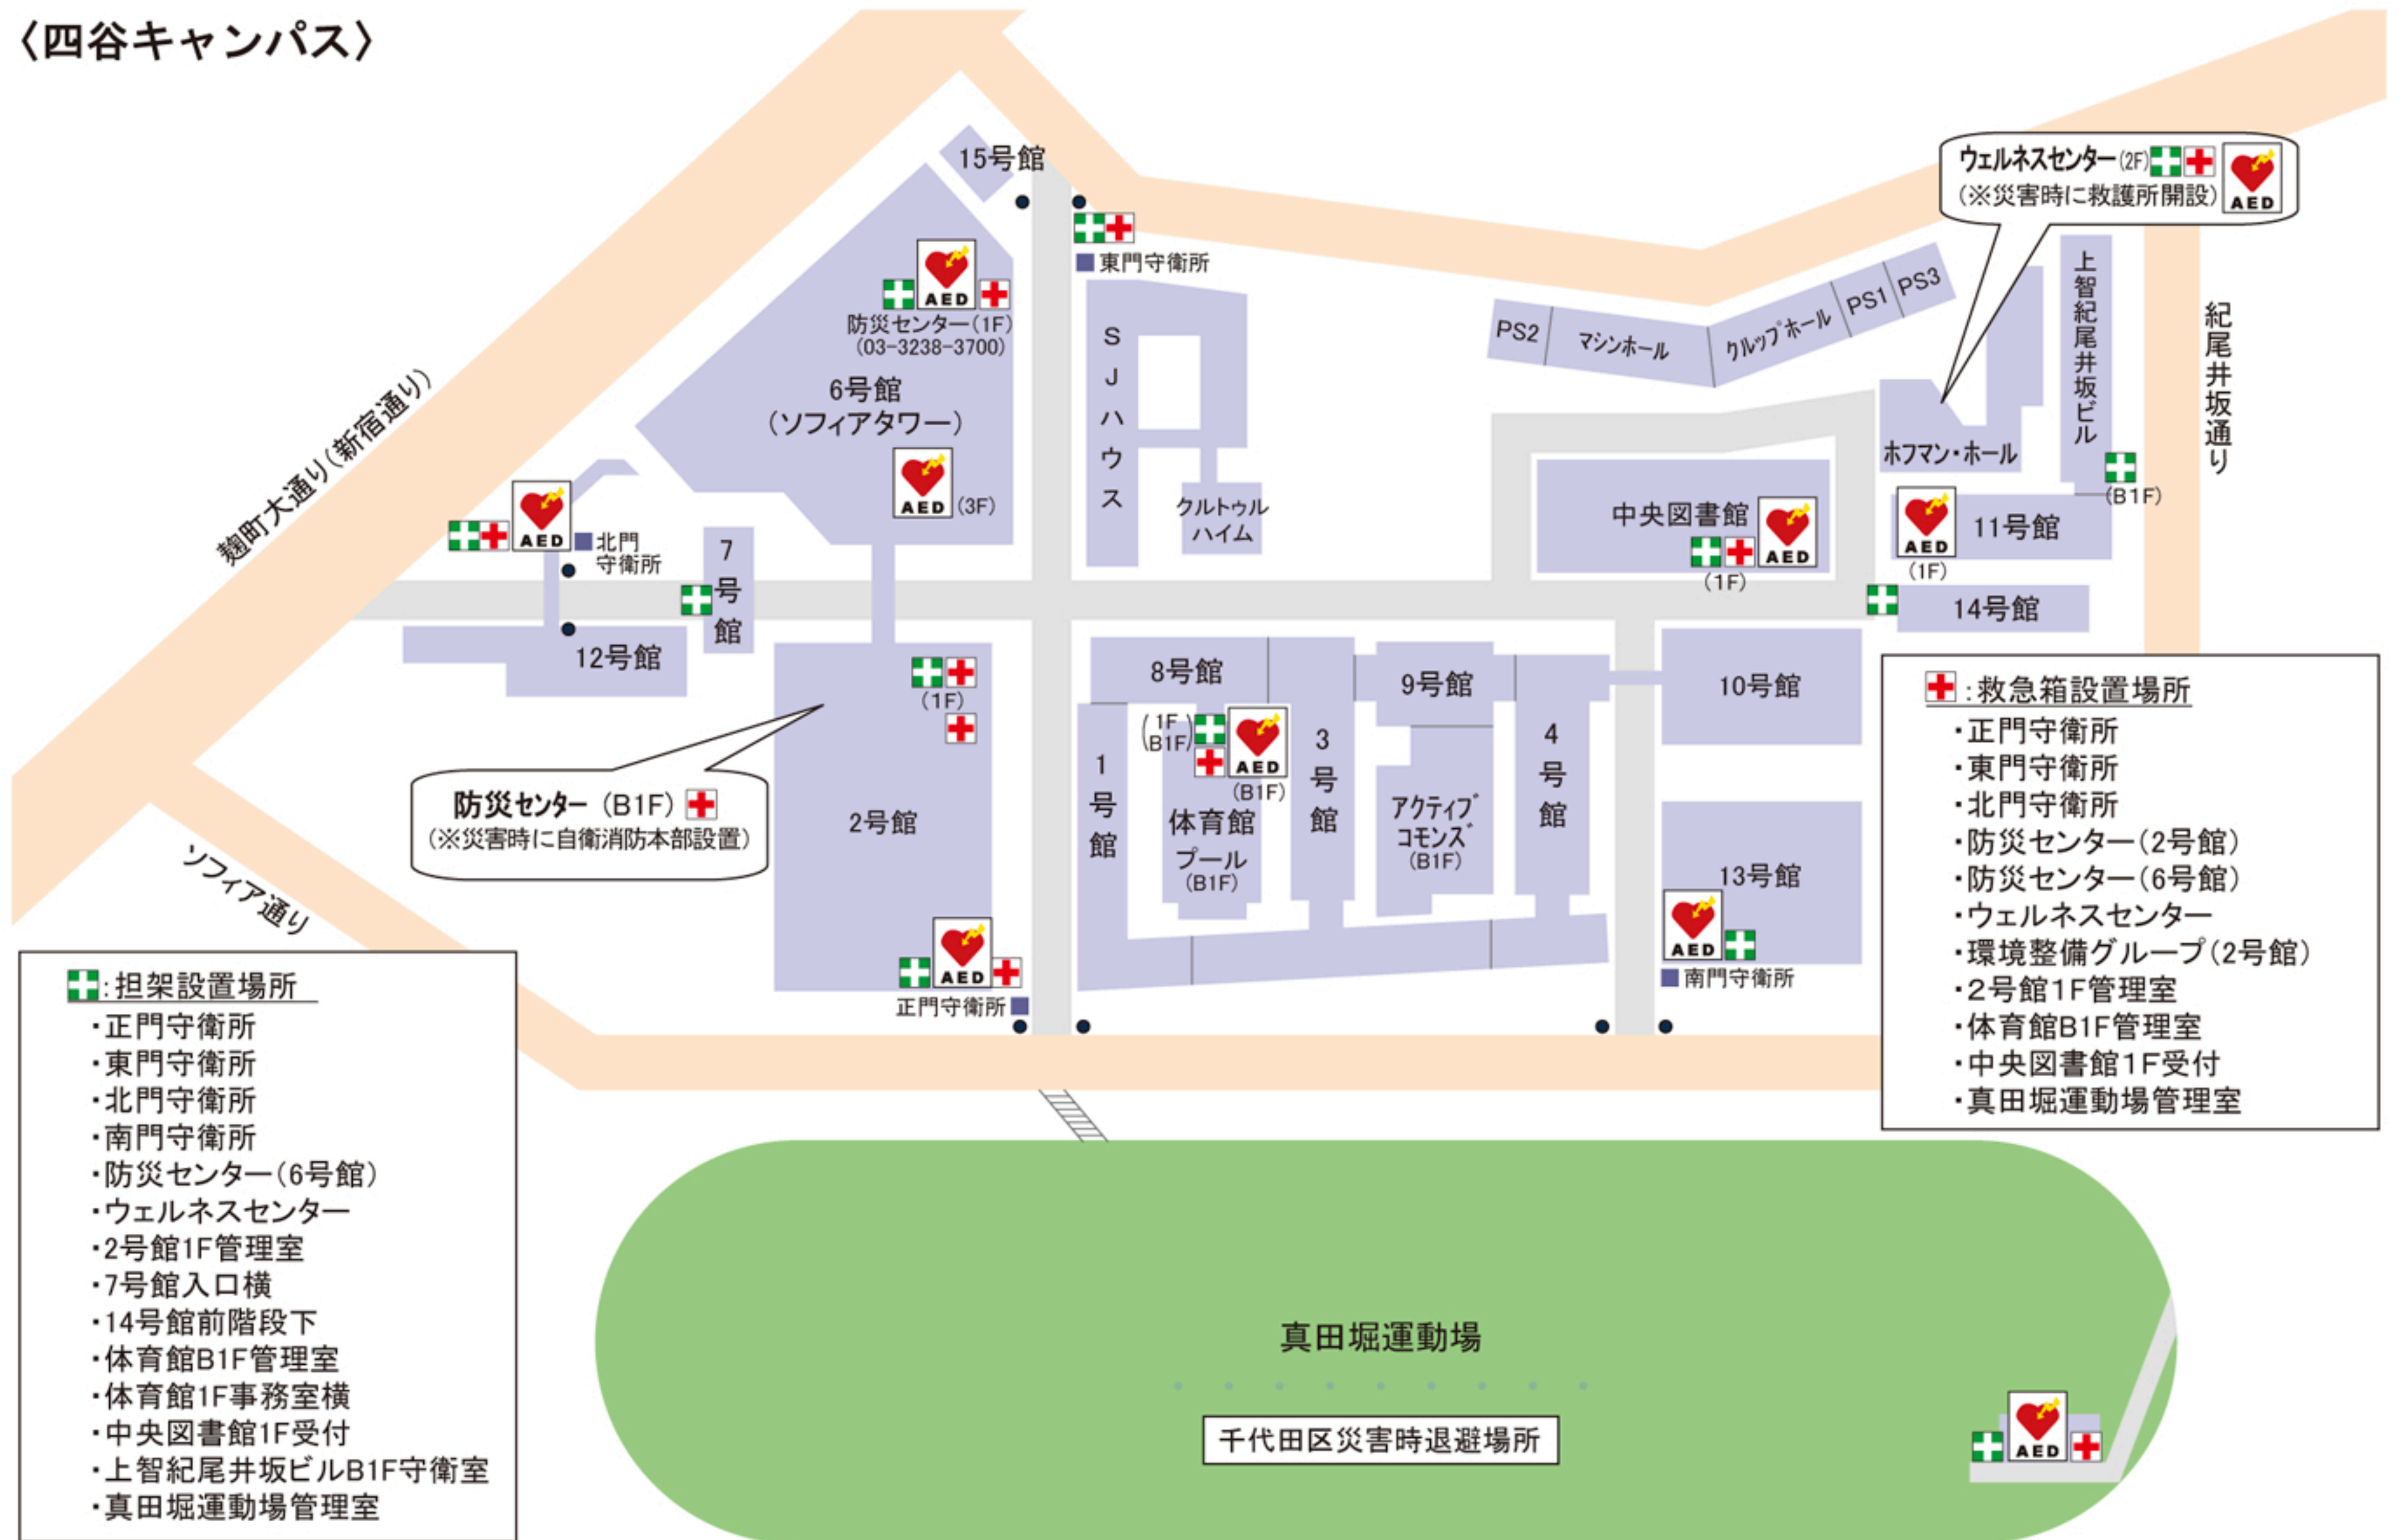 〈四谷キャンパス〉
15号館
ウェルネスセンター(2F)
AED
(※災害時に救護所開設)
東門守衛所
AED
防災センター(1F)
(03-3238-3700)
6号館
(ソフィアタワー)
AED
(3F)
SJハウス
クルトゥル
ハイム
PS2
マシンホール
クルップホール
PS1
PS3
ホフマン・ホール
上智紀尾井坂ビル
(B1F)
紀尾井坂通り
麹町大通り(新宿通り)
AED
北門
守衛所
7号館
12号館
中央図書館
AED
(1F)
AED
(1F)
11号館
14号館
(1F)
2号館
防災センター (B1F)
(※災害時に自衛消防本部設置)
ソフィア通り
AED
正門守衛所
8号館
1号館
(1F
B1F)
AED
(B1F)
体育館
プール
(B1F)
3号館
9号館
アクティブ
コモンズ
(B1F)
4号館
10号館
13号館
AED
南門守衛所
:担架設置場所
・正門守衛所
・東門守衛所
・北門守衛所
・南門守衛所
・防災センター(6号館)
・ウェルネスセンター
・2号館1F管理室
・7号館入口横
・14号館前階段下
・体育館B1F管理室
・体育館1F事務室横
・中央図書館1F受付
・上智紀尾井坂ビルB1F守衛室
・真田堀運動場管理室
:救急箱設置場所
・正門守衛所
・東門守衛所
・北門守衛所
・防災センター(2号館)
・防災センター(6号館)
・ウェルネスセンター
・環境整備グループ(2号館)
・2号館1F管理室
・体育館B1F管理室
・中央図書館1F受付
・真田堀運動場管理室
真田堀運動場
千代田区災害時退避場所
AED